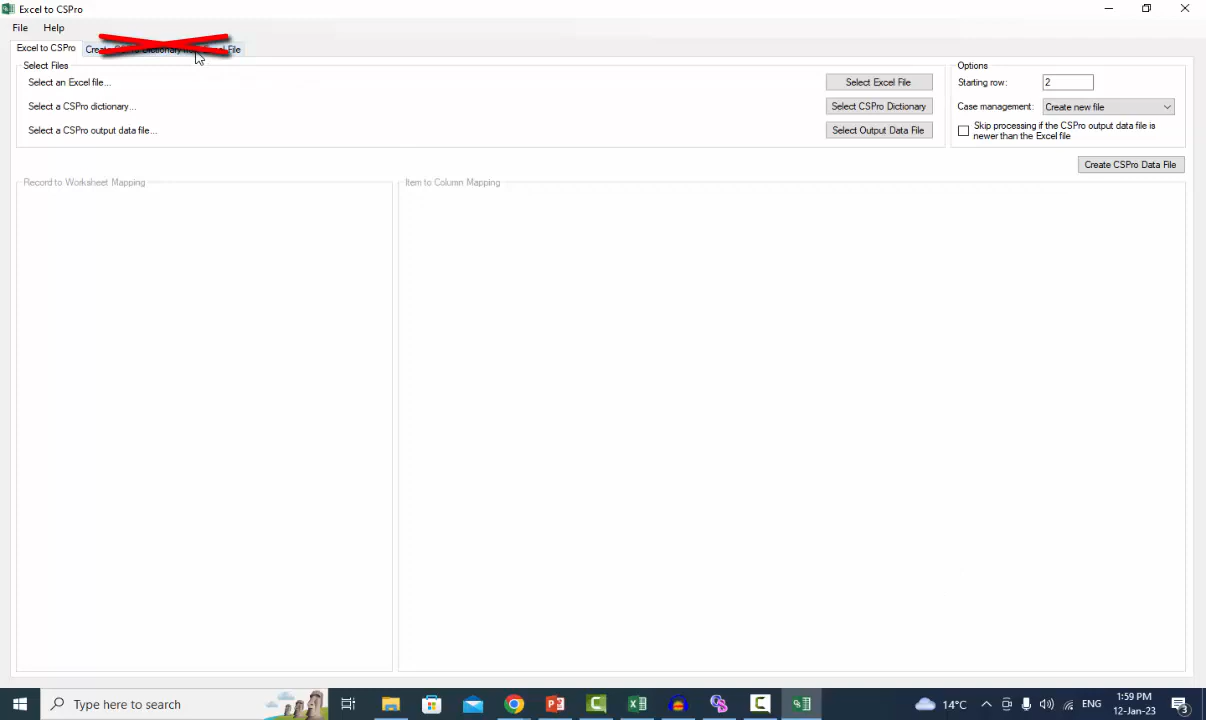 Excel to CSPro
File Help
Excel to CSPro Create File
Select Files
Select an Excel file... Select Excel File
Select a CSPro dictionary... Select CSPro Dictionary
Select a CSPro output data file... Select Output Data File
Options
Starting row: 2
Case management: Create new file
Skip processing if the CSPro output data file is
newer than the Excel file
Create CSPro Data File
Record to Worksheet Mapping Item to Column Mapping
Type here to search
14°C ENG 1:59 PM
12-Jan-23
3